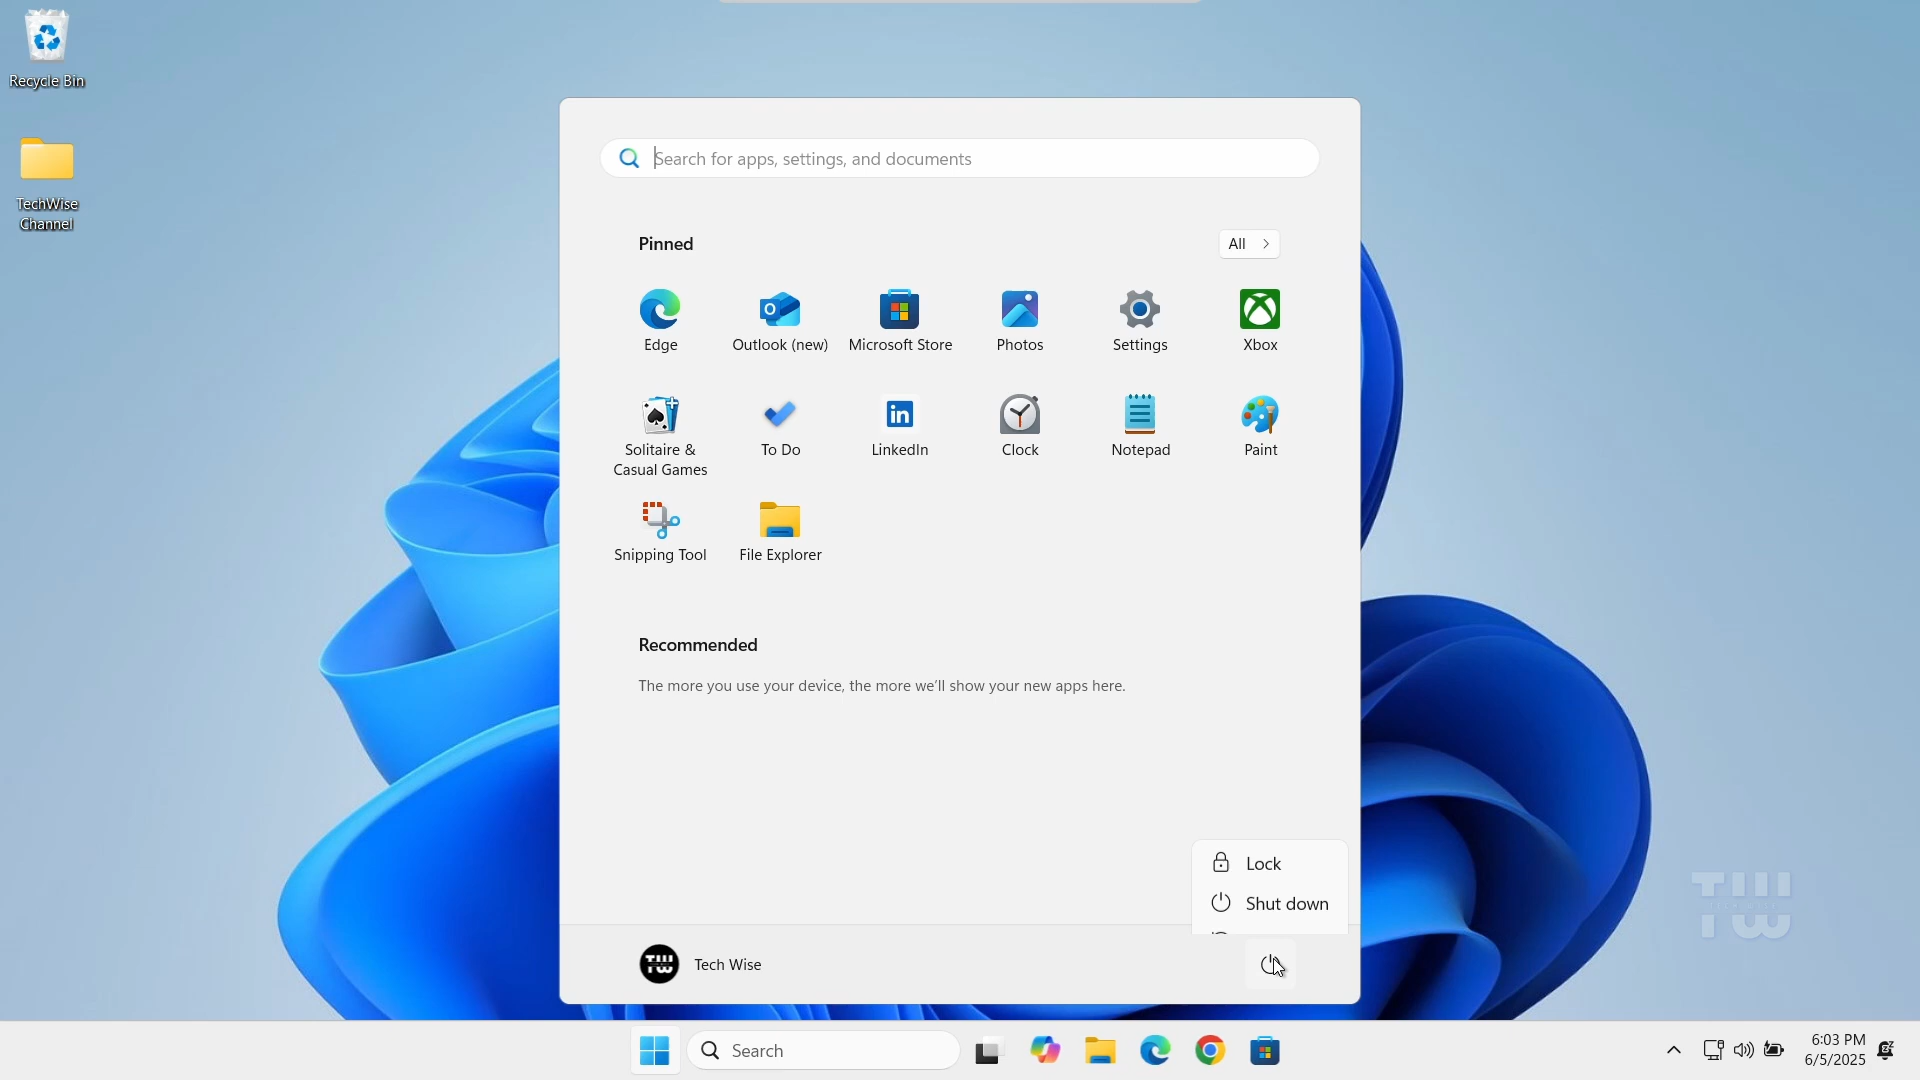 Recycle Bin
TechWise
Channel
Search for apps, settings, and documents
Pinned
All
Edge
Outlook (new)
Microsoft Store
Photos
Settings
Xbox
Solitaire &
Casual Games
To Do
LinkedIn
Clock
Notepad
Paint
Snipping Tool
File Explorer
Recommended
The more you use your device, the more we’ll show your new apps here.
Lock
Shut down
TW
Tech Wise
Search
6:03 PM
6/5/2025